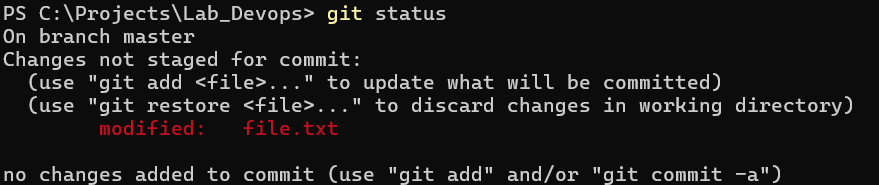 PS C:\Projects\Lab_Devops> git status
On branch master
Changes not staged for commit:
  (use "git add <file>..." to update what will be committed)
  (use "git restore <file>..." to discard changes in working directory)
        modified:   file.txt

no changes added to commit (use "git add" and/or "git commit -a")